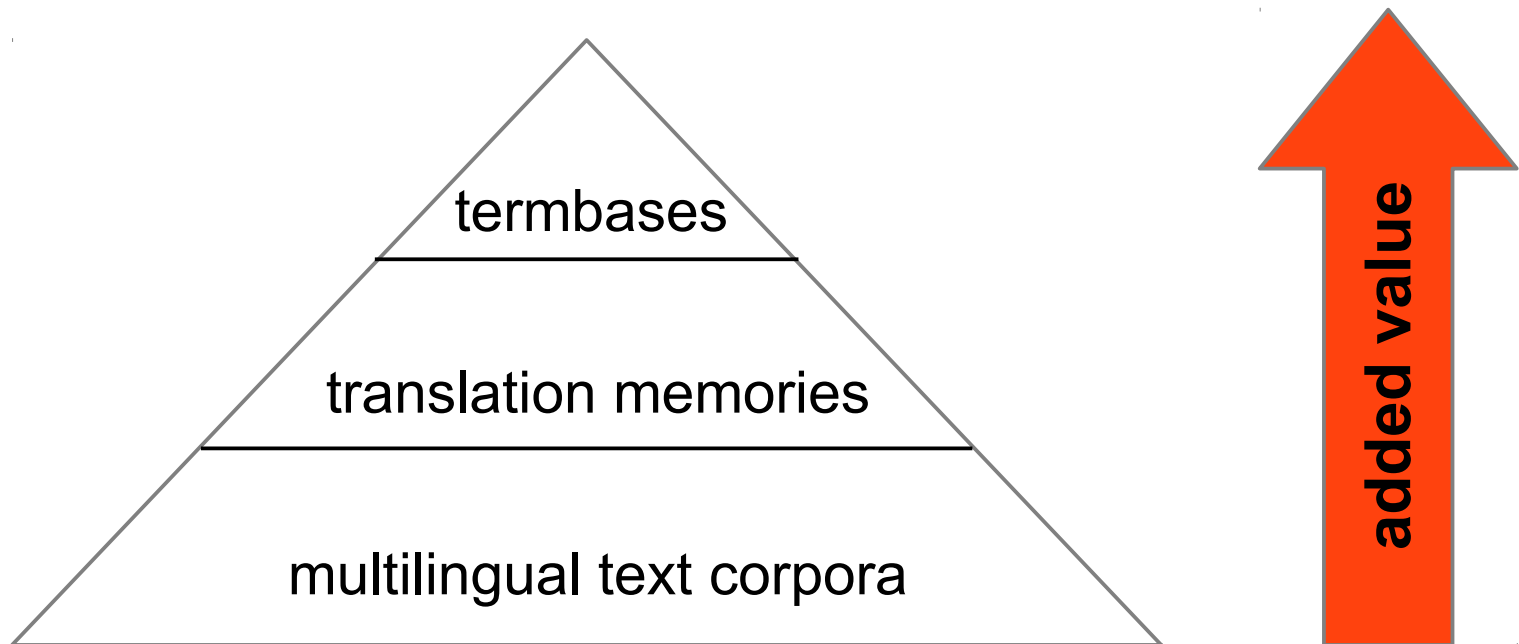 termbases
translation memories
multilingual text corpora
added value